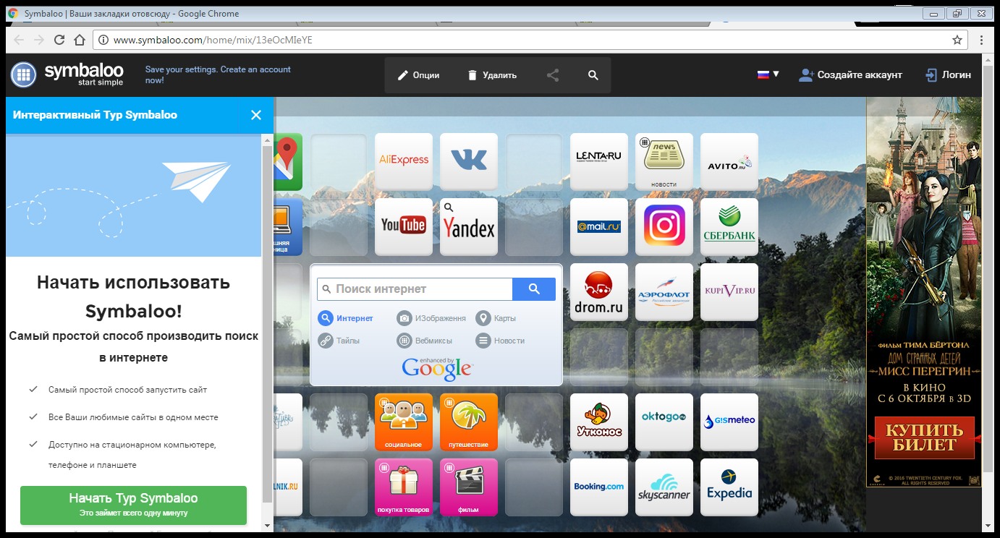 Symbaloo | Ваши закладки отовсюду - Google Chrome
www.symbaloo.com/home/mix/13eOcMIeYE
symbaloo
start simple
Save your settings. Create an account
now!
Опции
Удалить
Создайте аккаунт
Логин
Интерактивный Тур Symbaloo
Начать использовать
Symbaloo!
Самый простой способ производить поиск
в интернете
Самый простой способ запустить сайт
Все Ваши любимые сайты в одном месте
Доступно на стационарном компьютере,
телефоне и планшете
Начать Тур Symbaloo
Это займет всего одну минуту
AliExpress
LENTA.RU
news
новости
AVITO.RU
YouTube
Yandex
@mail.ru
СБЕРБАНК
Поиск интернет
Интернет
ИЗображення
Карты
Тайлы
Вебмиксы
Новости
enhanced by
Google
drom.ru
АЭРОФЛОТ
Российские авиалинии
KUPIVIP.RU
социальное
путешествие
Утконос
oktogo.ru
GISMETEO
LNIK.RU
покупка товаров
фильм
Booking.com
skyscanner
Expedia
ФИЛЬМ ТИМА БЁРТОНА
ДОМ СТРАННЫХ ДЕТЕЙ
МИСС ПЕРЕГРИН
В КИНО
С 6 ОКТЯБРЯ В 3D
КУПИТЬ
БИЛЕТ
© 2016 TWENTIETH CENTURY FOX.
ALL RIGHTS RESERVED.